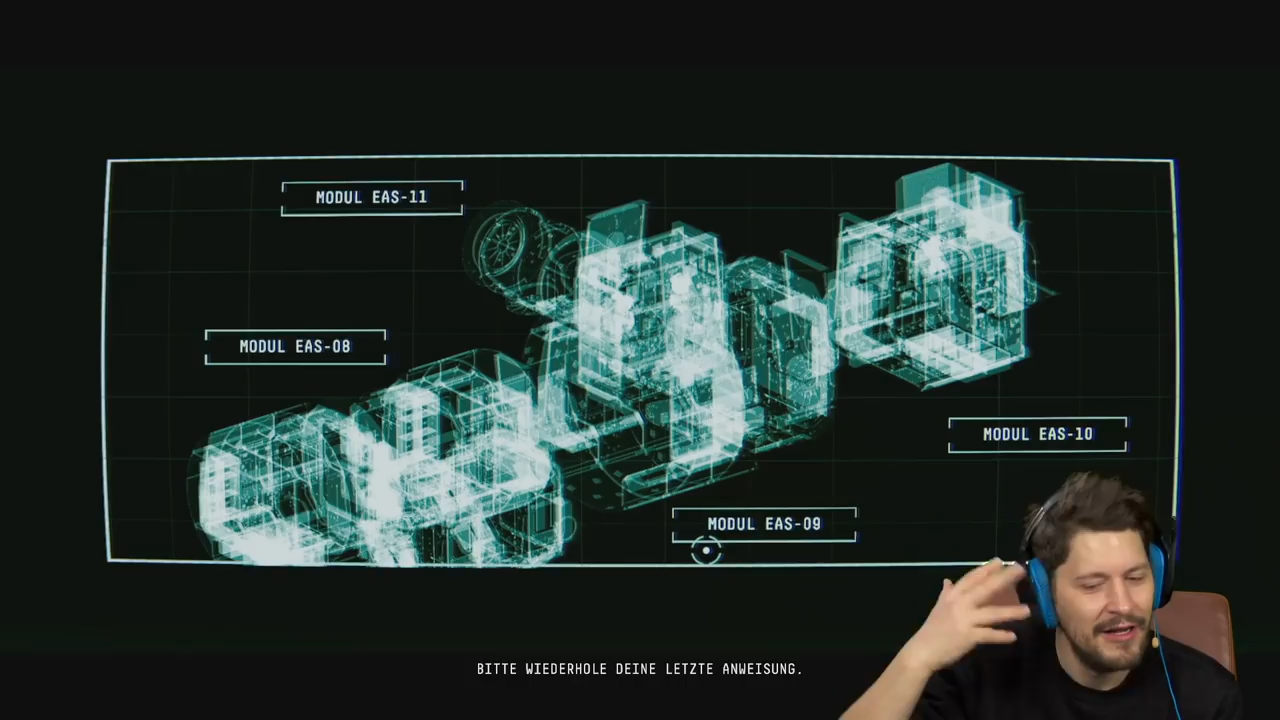 MODUL EAS-11
MODUL EAS-08
MODUL EAS-10
MODUL EAS-09
BITTE WIEDERHOLE DEINE LETZTE ANWEISUNG.